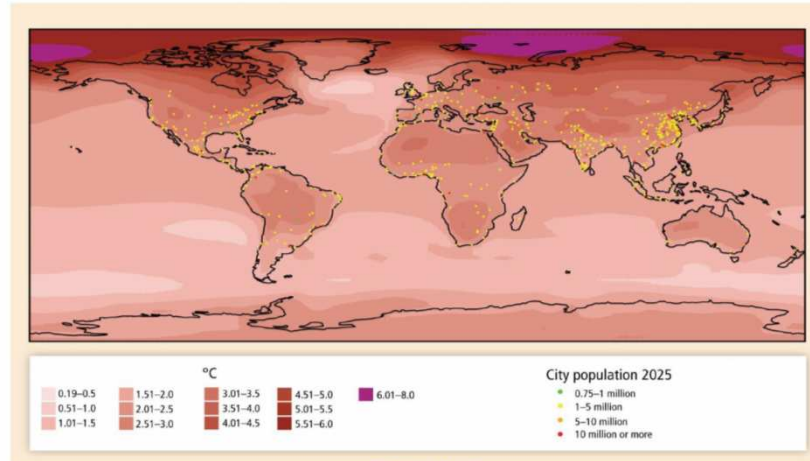 °C
0.19–0.5
0.51–1.0
1.01–1.5
1.51–2.0
2.01–2.5
2.51–3.0
3.01–3.5
3.51–4.0
4.01–4.5
4.51–5.0
5.01–5.5
5.51–6.0
6.01–8.0
City population 2025
0.75–1 million
1–5 million
5–10 million
10 million or more